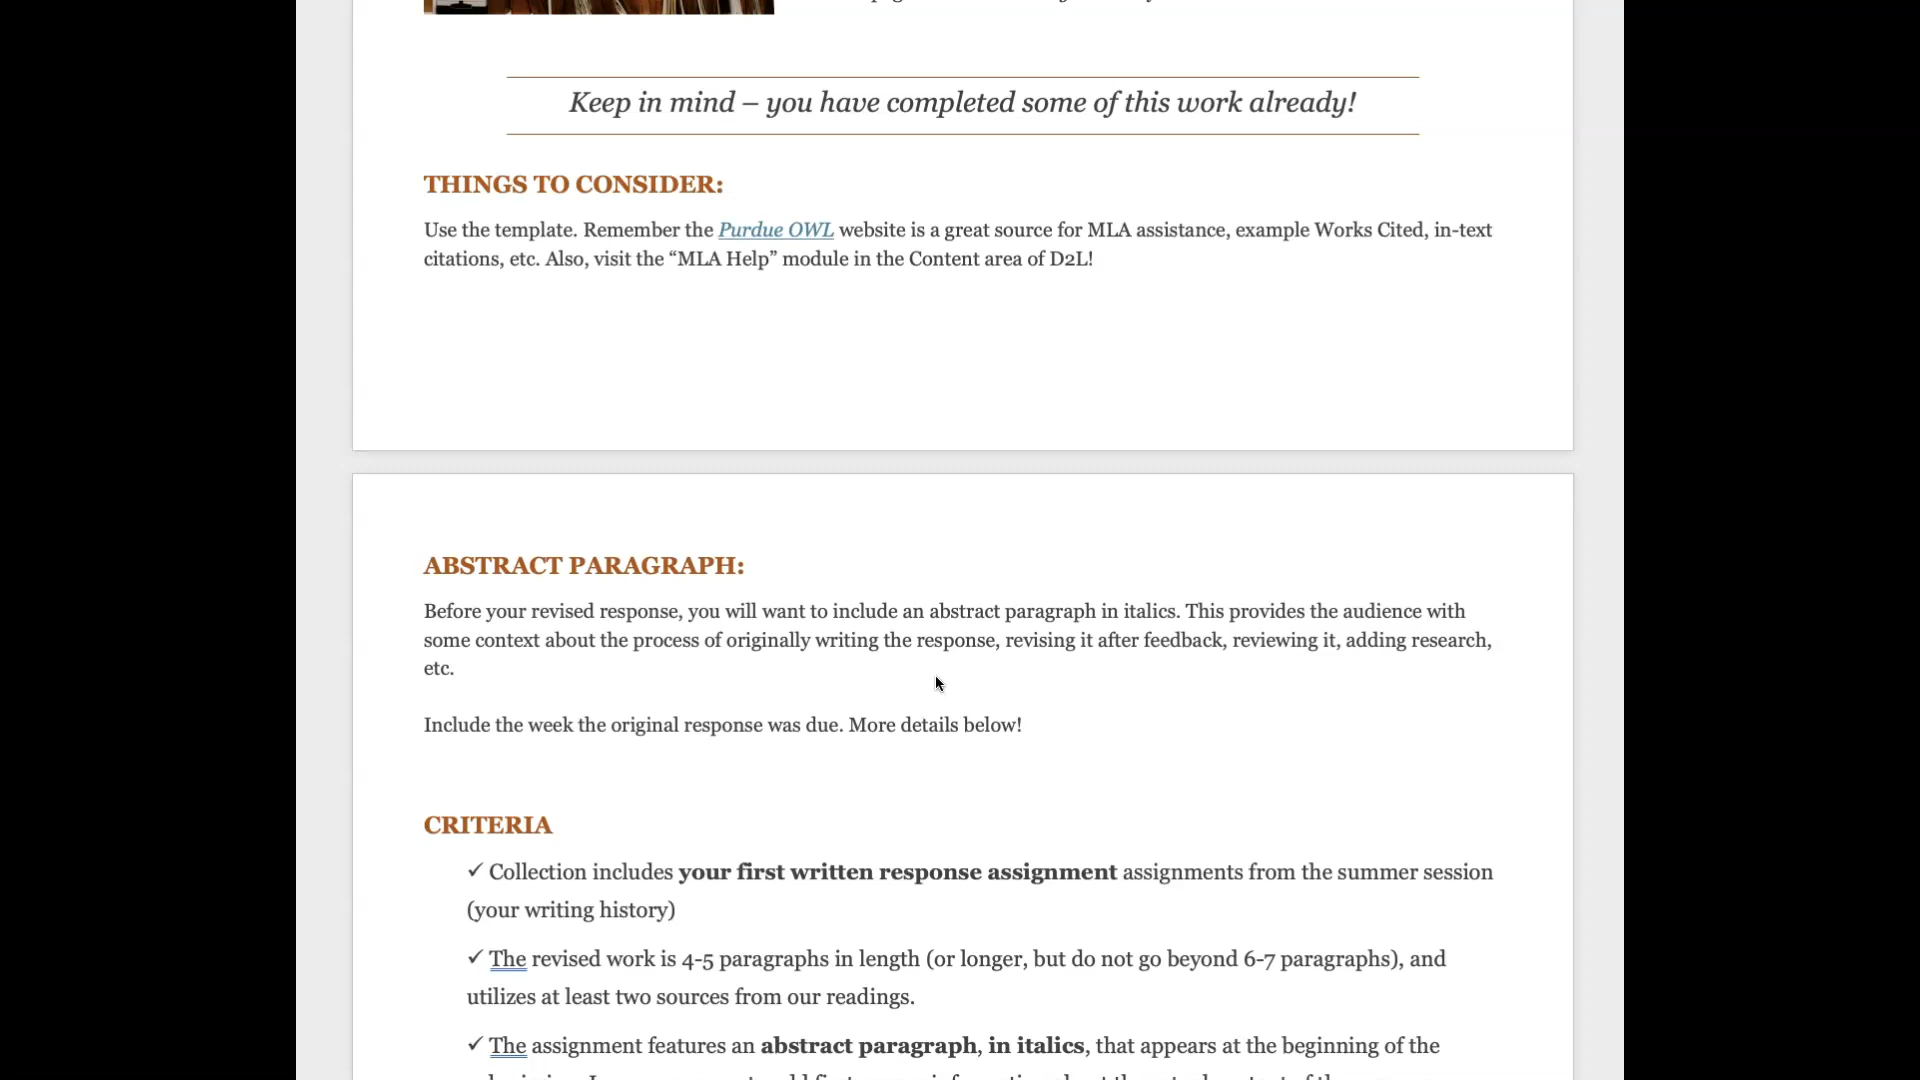 Keep in mind – you have completed some of this work already!
THINGS TO CONSIDER:
Use the template. Remember the Purdue OWL website is a great source for MLA assistance, example Works Cited, in-text
citations, etc. Also, visit the “MLA Help” module in the Content area of D2L!
ABSTRACT PARAGRAPH:
Before your revised response, you will want to include an abstract paragraph in italics. This provides the audience with
some context about the process of originally writing the response, revising it after feedback, reviewing it, adding research,
etc.
Include the week the original response was due. More details below!
CRITERIA
✓ Collection includes your first written response assignment assignments from the summer session
(your writing history)
✓ The revised work is 4-5 paragraphs in length (or longer, but do not go beyond 6-7 paragraphs), and
utilizes at least two sources from our readings.
✓ The assignment features an abstract paragraph, in italics, that appears at the beginning of the